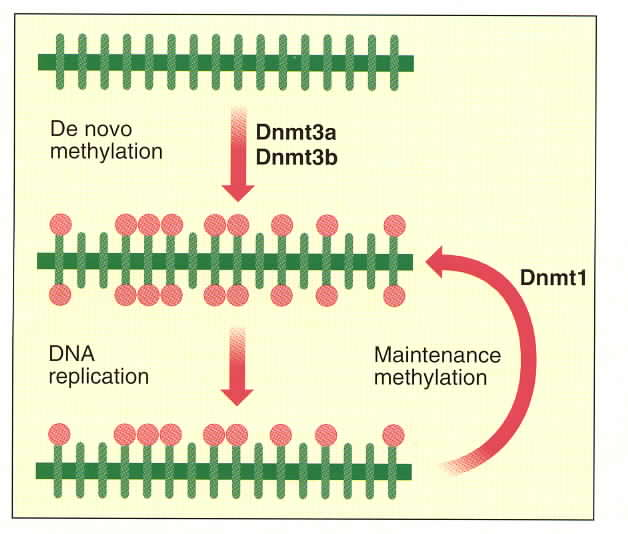 De novo
methylation
Dnmt3a
Dnmt3b
Dnmt1
DNA
replication
Maintenance
methylation